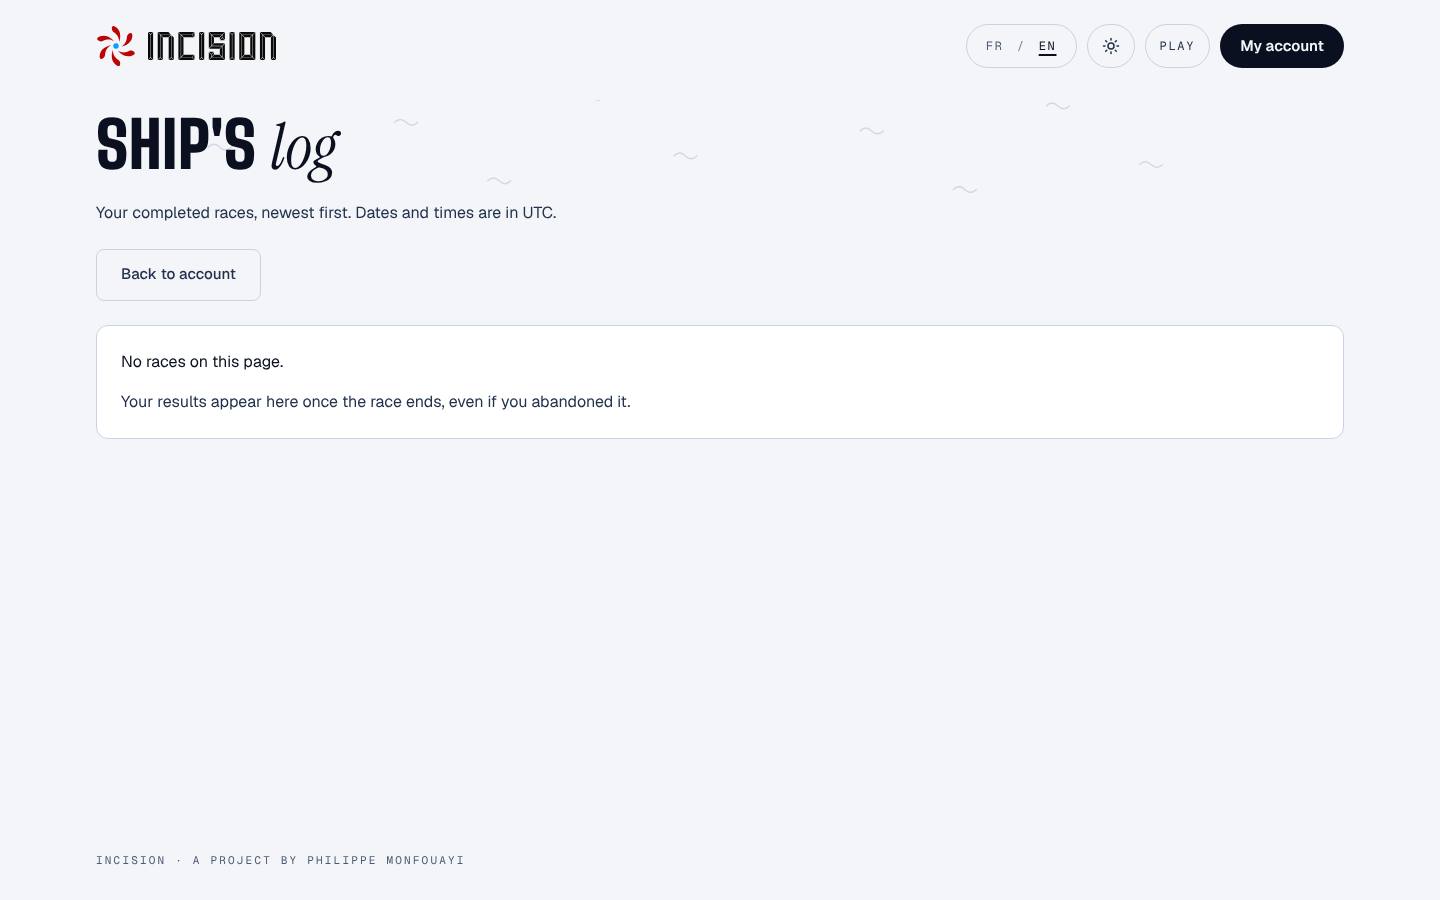 INCISION
FR / EN
PLAY
My account
SHIP'S log
Your completed races, newest first. Dates and times are in UTC.
Back to account
No races on this page.
Your results appear here once the race ends, even if you abandoned it.
INCISION · A PROJECT BY PHILIPPE MONFOUAYI